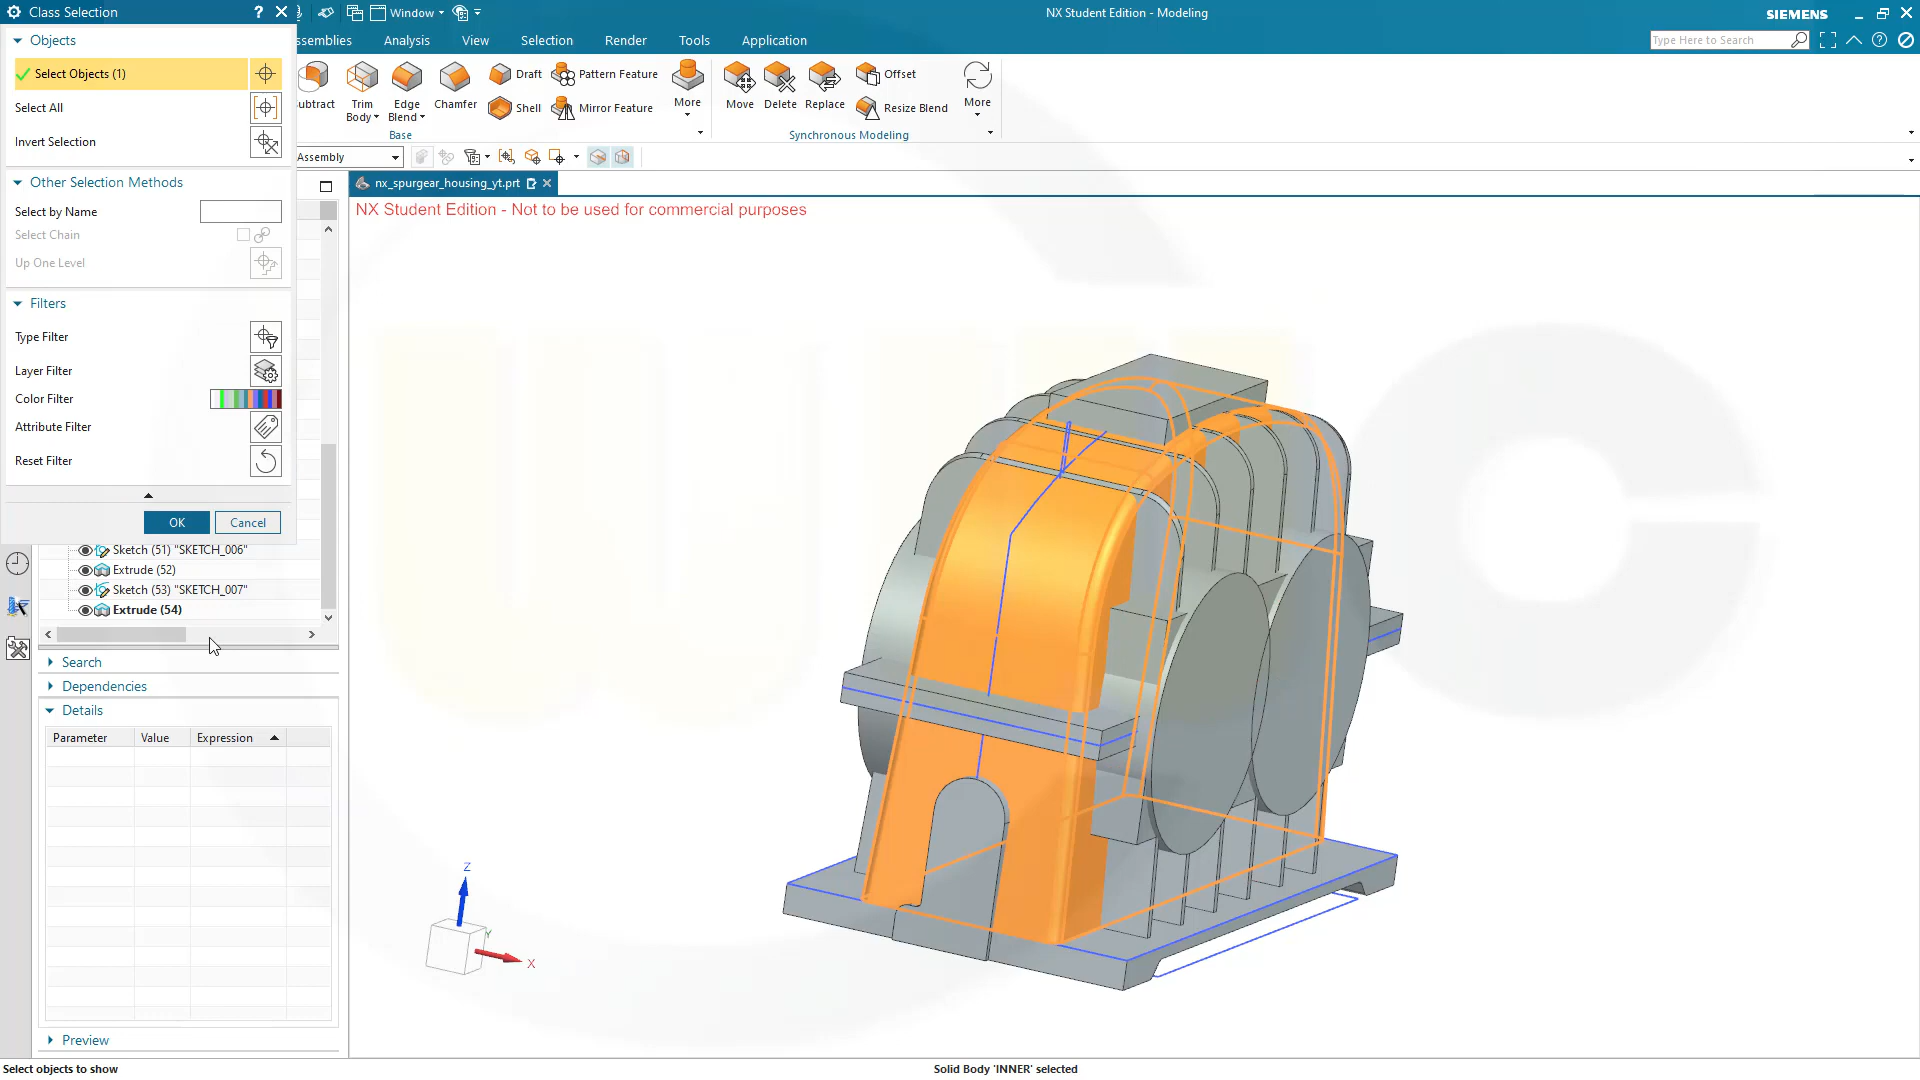 Class Selection
?
Window
NX Student Edition - Modeling
SIEMENS
Objects
ssemblies
Analysis
View
Selection
Render
Tools
Application
Type Here to Search
Select Objects (1)
Select All
Invert Selection
ubtract
Trim Body
Edge Blend
Chamfer
Draft
Shell
Pattern Feature
Mirror Feature
More
Base
Move
Delete
Replace
Offset
Resize Blend
More
Synchronous Modeling
Assembly
Other Selection Methods
nx_spurgear_housing_yt.prt
Select by Name
NX Student Edition - Not to be used for commercial purposes
Select Chain
Up One Level
Filters
Type Filter
Layer Filter
Color Filter
Attribute Filter
Reset Filter
OK
Cancel
Sketch (51) "SKETCH_006"
Extrude (52)
Sketch (53) "SKETCH_007"
Extrude (54)
Search
Dependencies
Details
Parameter Value Expression
Z
Y
X
Preview
Select objects to show
Solid Body 'INNER' selected